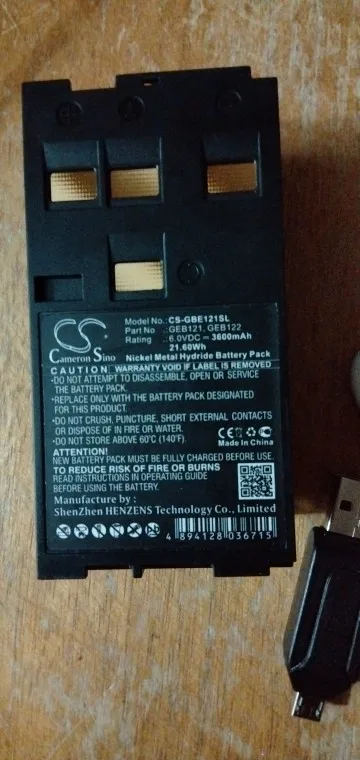 Model No.: CS-GBE121SL
Part No : GEB121, GEB122
Rating : 6.0VDC ⎓ 3600mAh
21.60Wh
CS
Cameron Sino
Nickel Metal Hydride Battery Pack
CAUTION WARRANTY VOID IF LABEL REMOVED
•DO NOT ATTEMPT TO DISASSEMBLE, OPEN OR SERVICE
THE BATTERY PACK
•REPLACE ONLY WITH THE BATTERY PACK DESIGNATED
FOR THIS PRODUCT
•DO NOT CRUSH, PUNCTURE, SHORT EXTERNAL CONTACTS
OR DISPOSE OF IN FIRE OR WATER.
•DO NOT STORE ABOVE 60°C (140°F).
CE
Made In China
ATTENTION!
NEW BATTERY PACK MUST BE FULLY CHARGED BEFORE USE.
TO REDUCE RISK OF FIRE OR BURNS
READ INSTRUCTIONS IN OPERATING GUIDE
BEFORE USING THE BATTERY.
Manufacture by :
ShenZhen HENZENS Technology Co., Limited
4 894128 036715